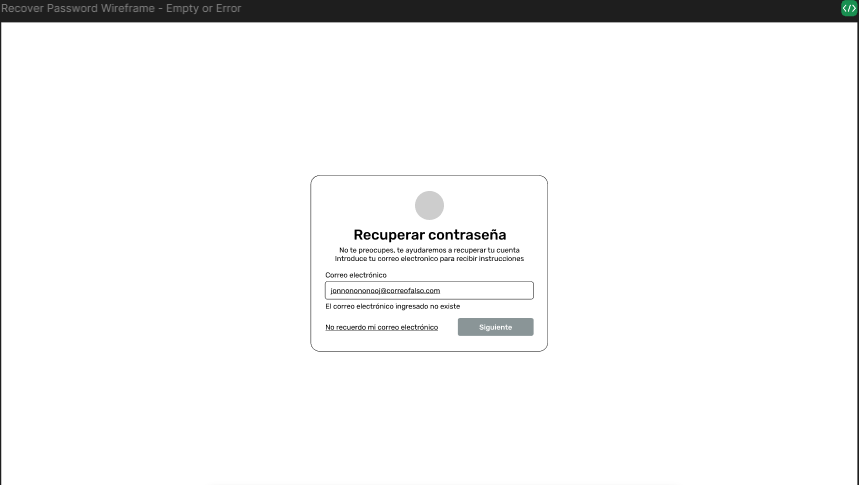 Recover Password Wireframe - Empty or Error
</>
Recuperar contraseña
No te preocupes, te ayudaremos a recuperar tu cuenta
Introduce tu correo electronico para recibir instrucciones
Correo electrónico
jonnonononooj@correofalso.com
El correo electrónico ingresado no existe
No recuerdo mi correo electrónico
Siguiente